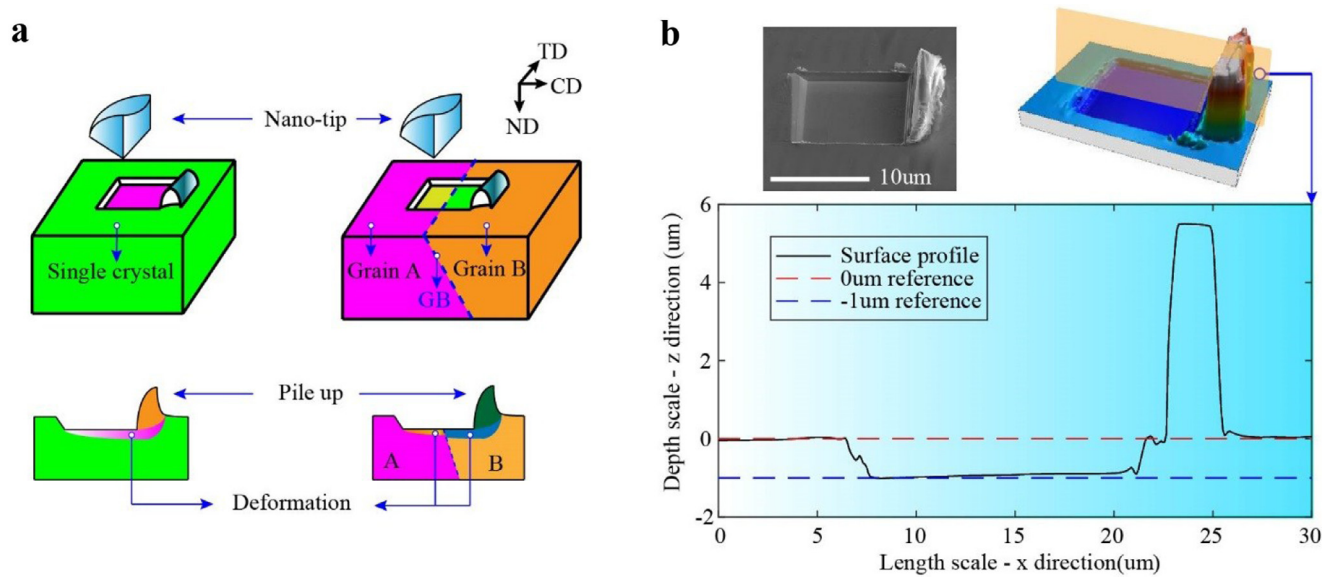 a
TD
CD
ND
Nano-tip
Single crystal
Grain A
Grain B
GB
Pile up
A
B
Deformation
b
10um
6
4
2
0
-2
Depth scale - z direction (um)
Surface profile
0um reference
-1um reference
0
5
10
15
20
25
30
Length scale - x direction(um)